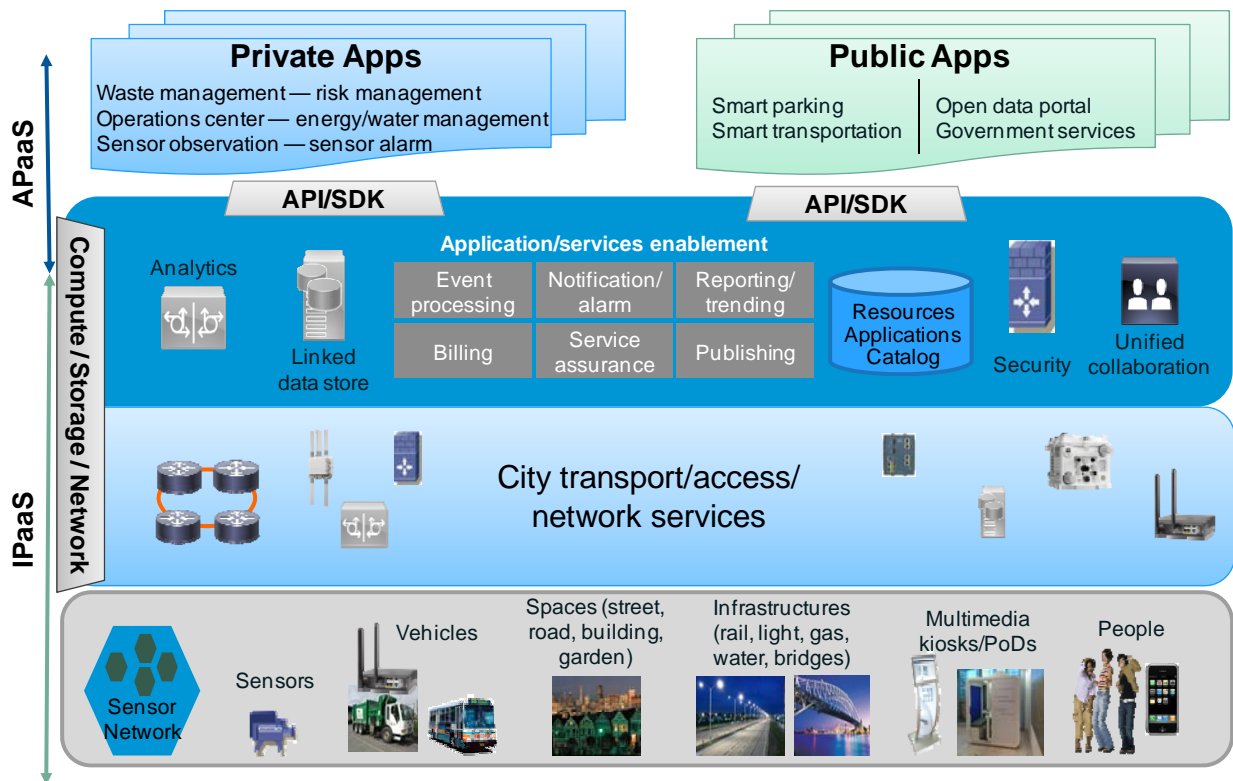 Private Apps
Waste management — risk management
Operations center — energy/water management
Sensor observation — sensor alarm
Public Apps
Smart parking
Smart transportation
Open data portal
Government services
APaaS
IPaaS
Compute / Storage / Network
API/SDK
API/SDK
Application/services enablement
Analytics
Linked
data store
Event
processing
Notification/
alarm
Reporting/
trending
Billing
Service
assurance
Publishing
Resources
Applications
Catalog
Security
Unified
collaboration
City transport/access/
network services
Sensor
Network
Sensors
Vehicles
Spaces (street,
road, building,
garden)
Infrastructures
(rail, light, gas,
water, bridges)
Multimedia
kiosks/PoDs
People